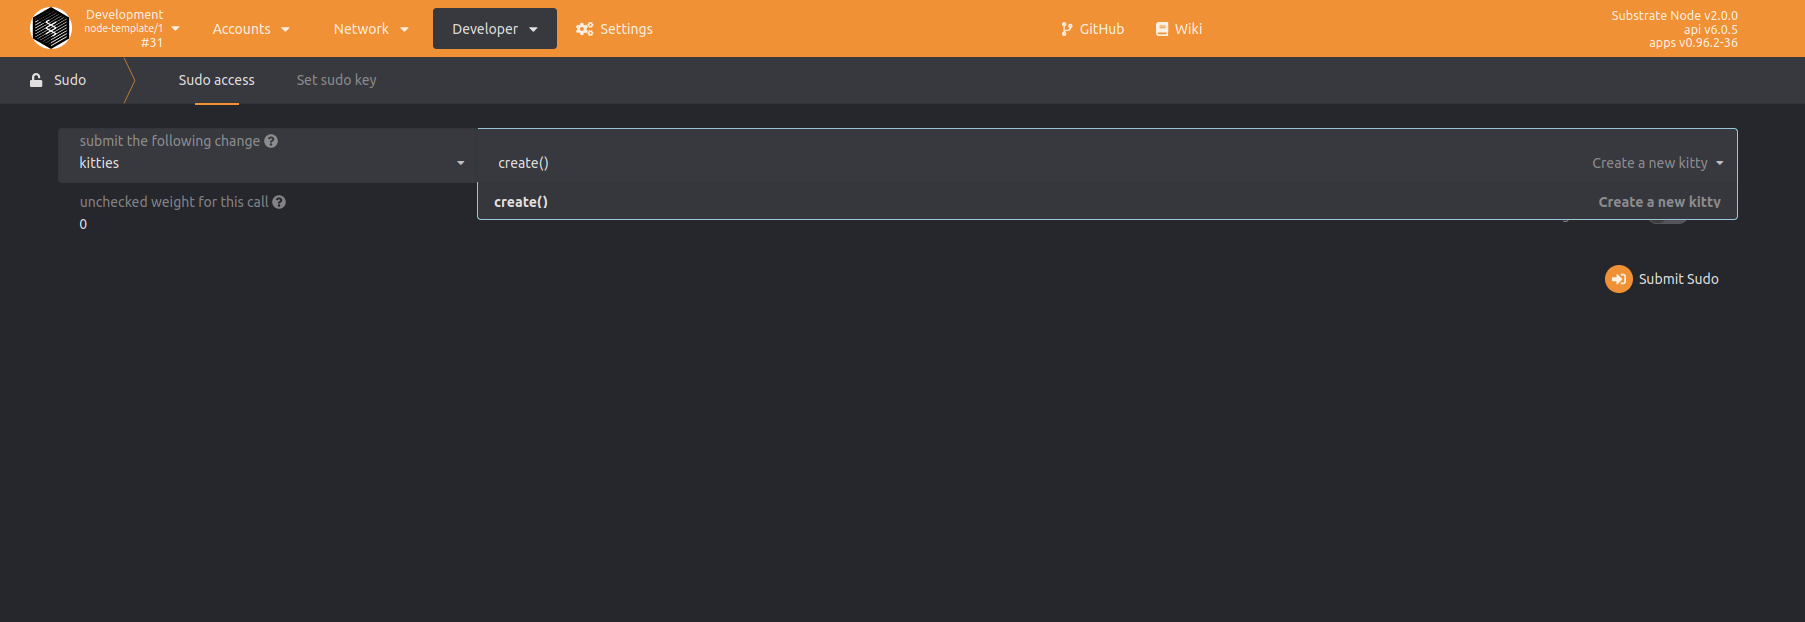 Development
node-template/1
#31
Accounts
Network
Developer
Settings
GitHub
Wiki
Substrate Node v2.0.0
api v6.0.5
apps v0.96.2-36
Sudo
Sudo access
Set sudo key
submit the following change
kitties
create()
Create a new kitty
create()
Create a new kitty
unchecked weight for this call
0
Submit Sudo